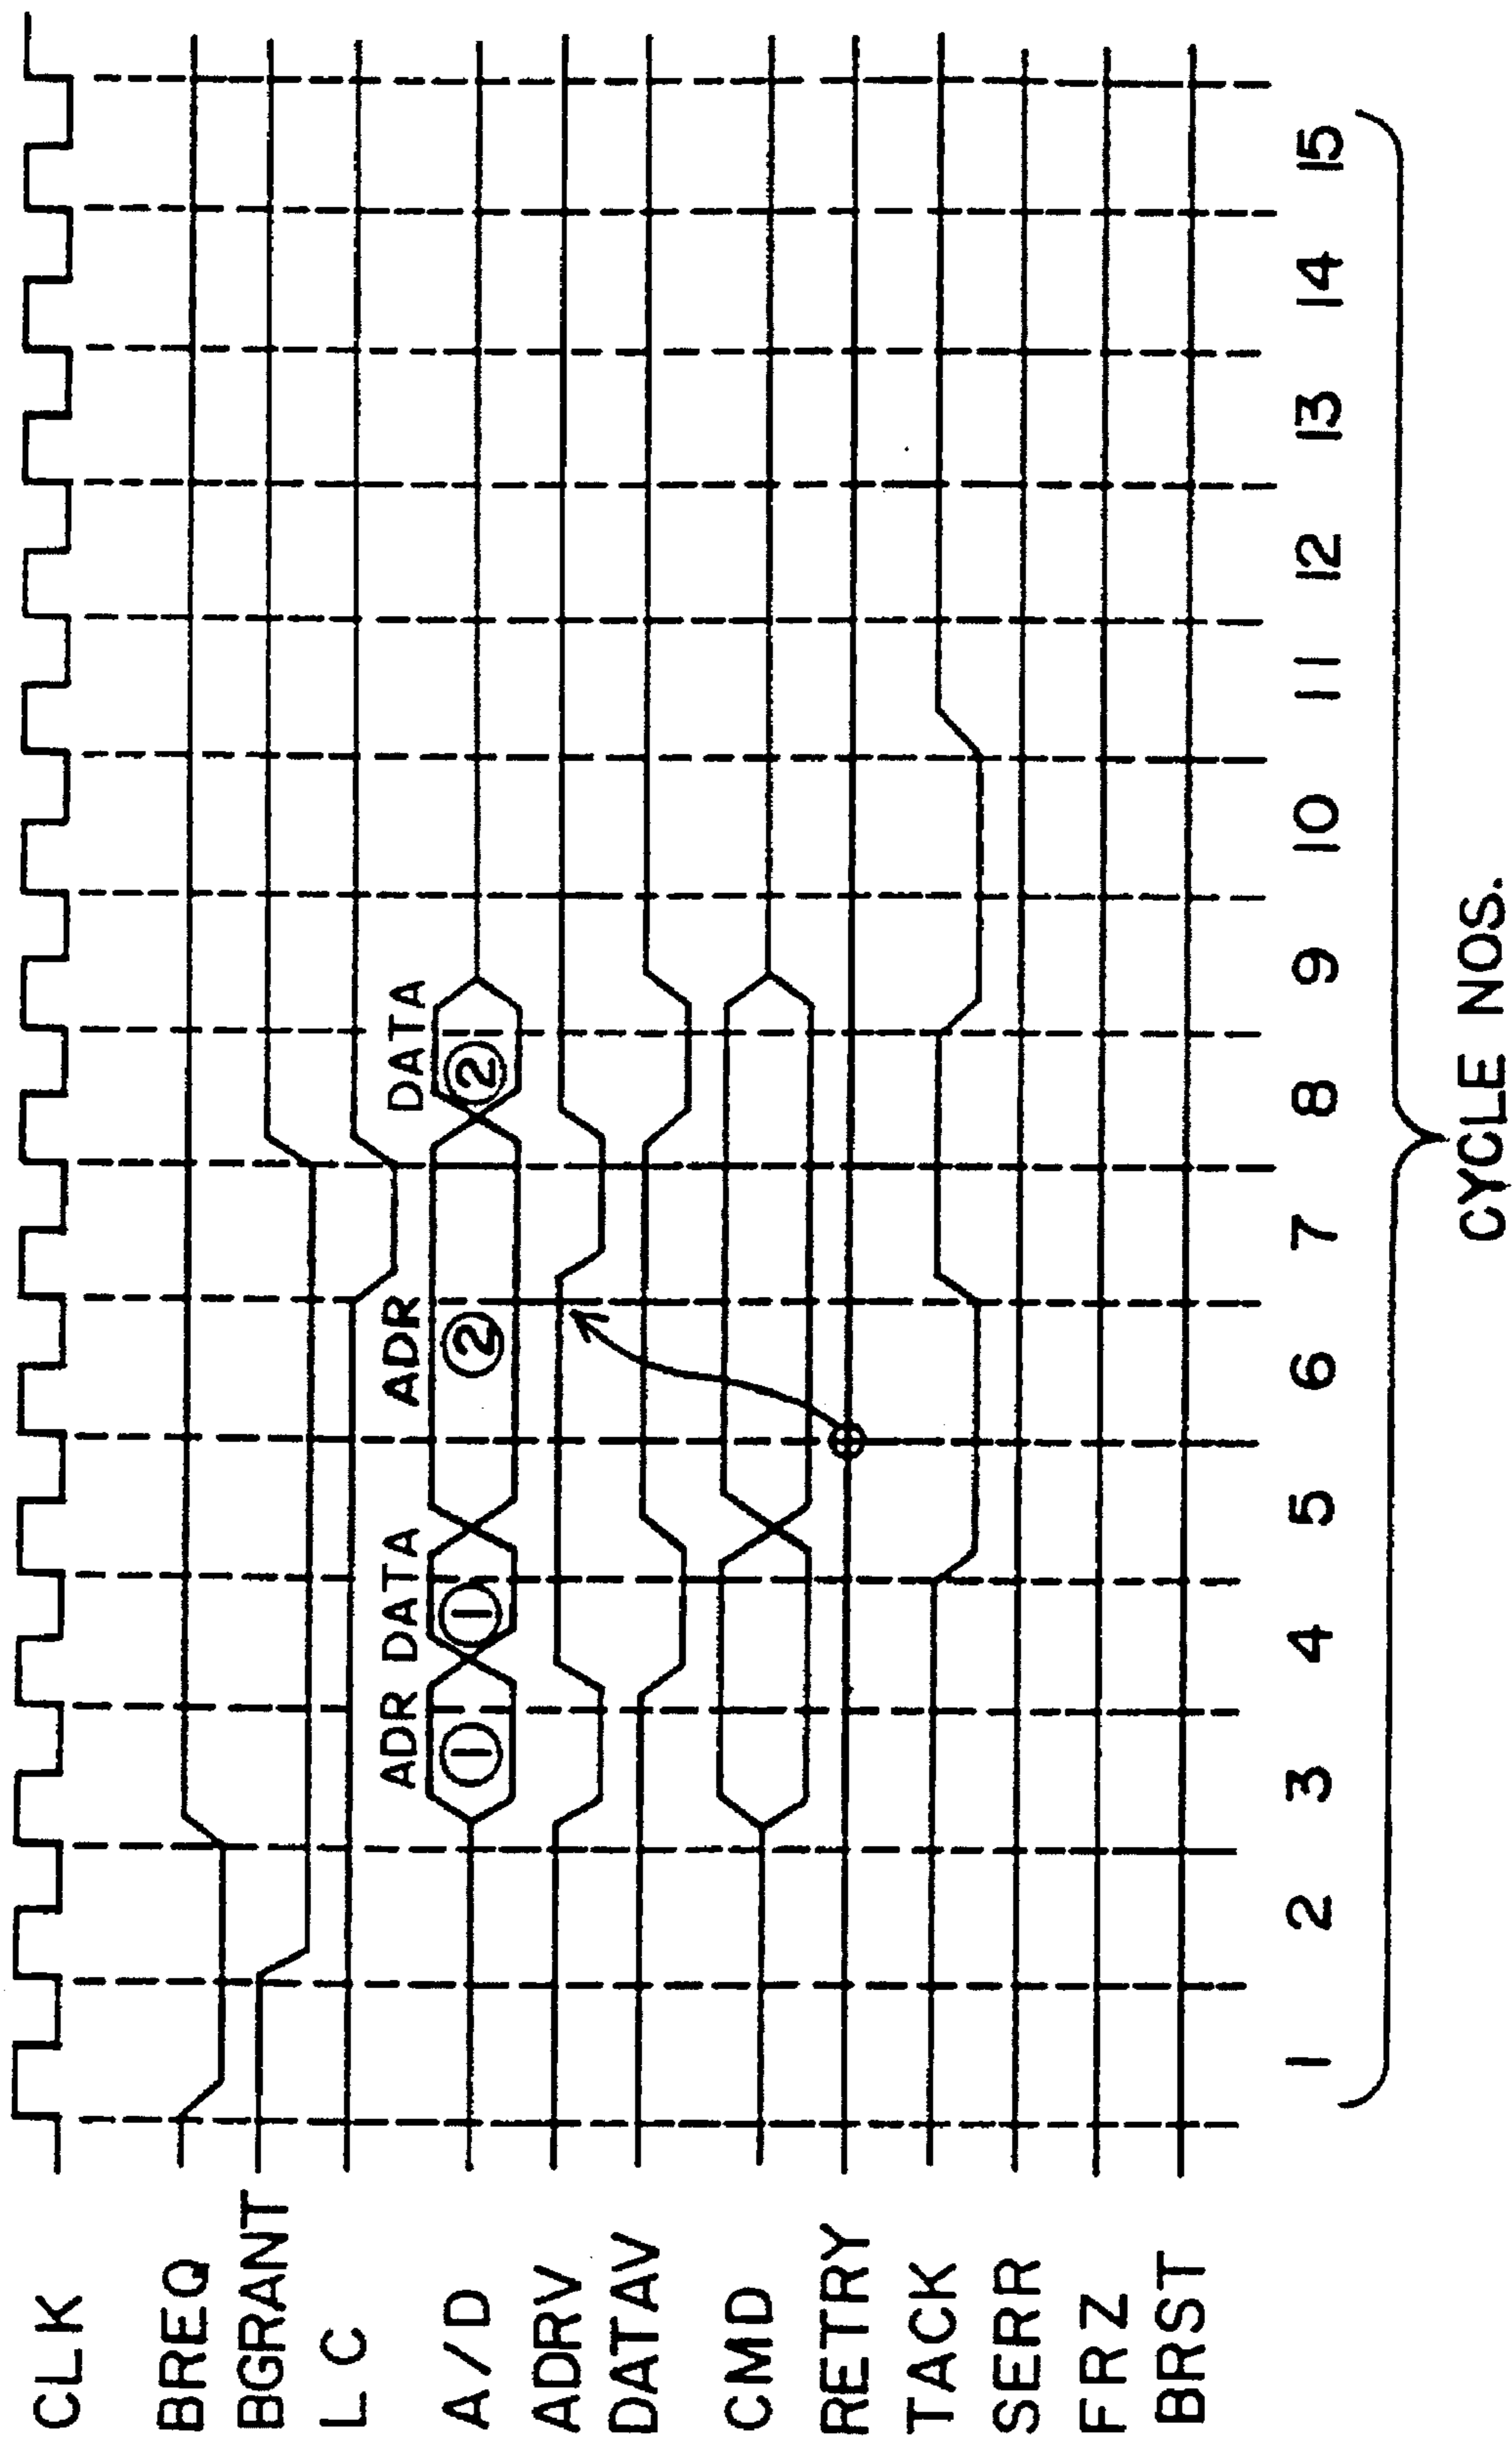 CLK
BREQ
BGRANT
LC
DATA
ADR
ADR DATA
A/D
① ① ② ②
ADRV
DATAV
CMD
RETRY
TACK
SERR
FRZ
BRST
1 2 3 4 5 6 7 8 9 10 11 12 13 14 15
CYCLE NOS.